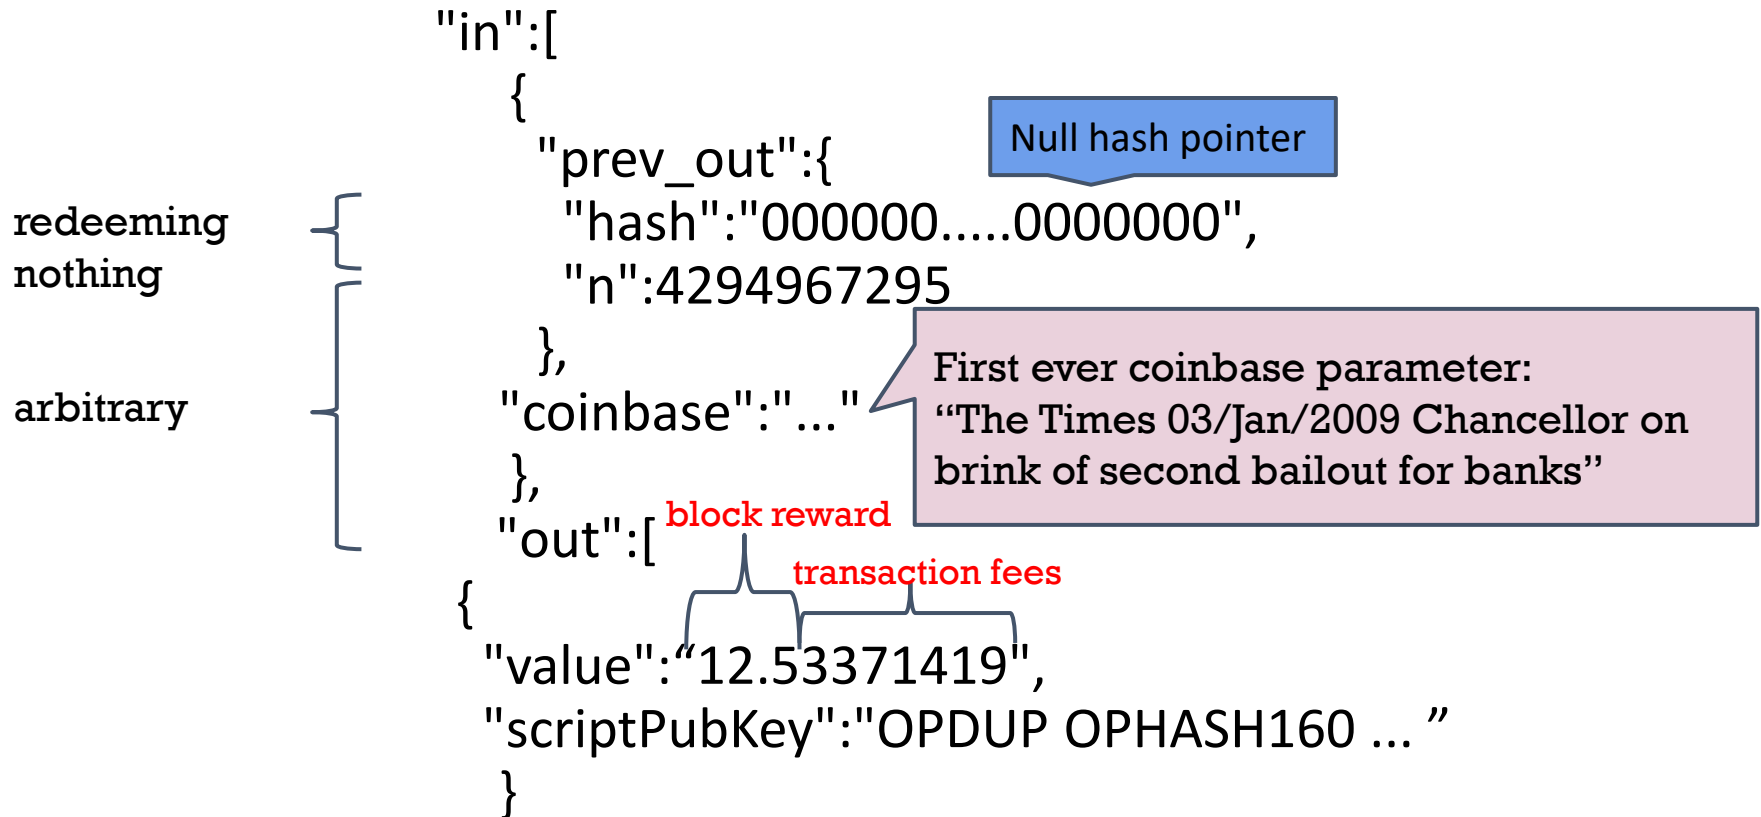 "in":[
{
"prev_out":{
Null hash pointer
redeeming
nothing
"hash":"000000.....0000000",
"n":4294967295
},
arbitrary
"coinbase":"..."
First ever coinbase parameter:
“The Times 03/Jan/2009 Chancellor on
brink of second bailout for banks”
},
"out":[
block reward
transaction fees
{
"value":“12.53371419",
"scriptPubKey":"OPDUP OPHASH160 ... ”
}